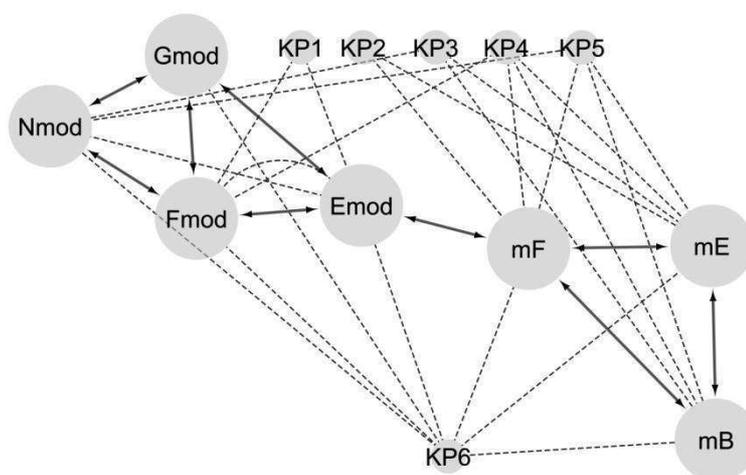 Gmod
KP1
KP2
KP3
KP4
KP5
Nmod
Fmod
Emod
mF
mE
mB
KP6